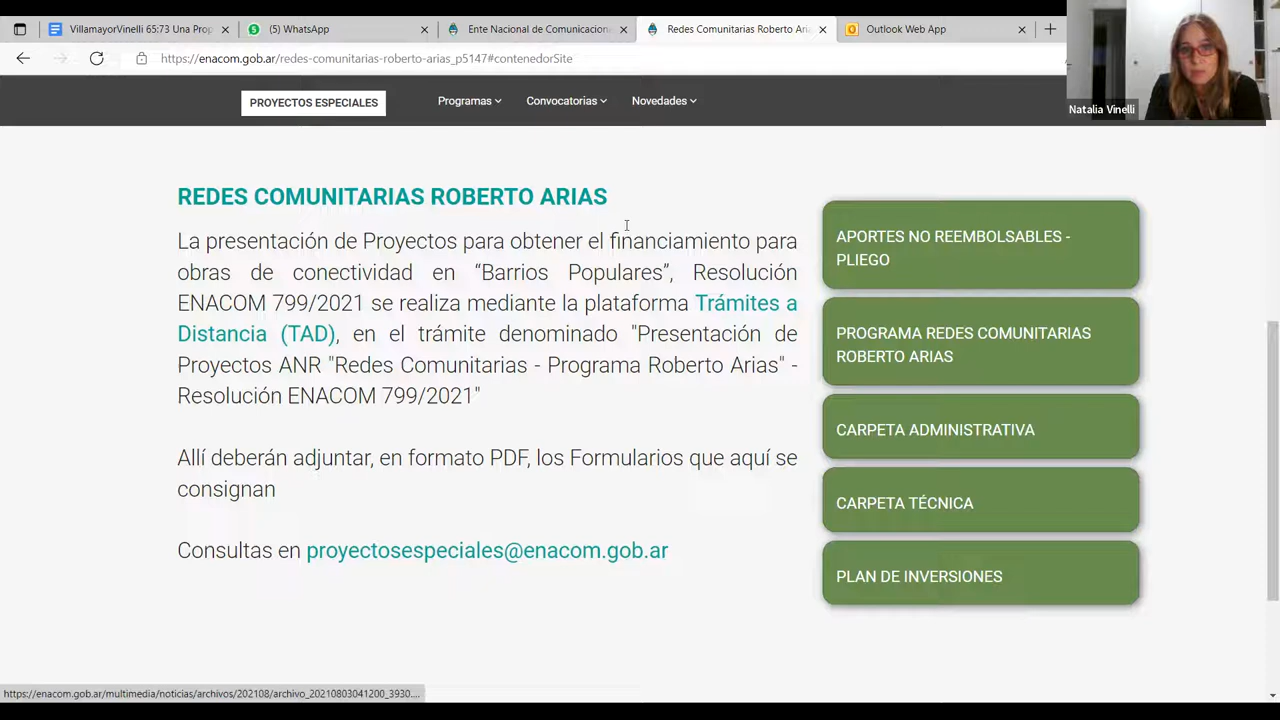 VillamayorVinelli 65:73 Una Prop
(5) WhatsApp
Ente Nacional de Comunicacion
Redes Comunitarias Roberto Aria
Outlook Web App
https://enacom.gob.ar/redes-comunitarias-roberto-arias_p5147#contenedorSite
Natalia Vinelli
PROYECTOS ESPECIALES
Programas
Convocatorias
Novedades
REDES COMUNITARIAS ROBERTO ARIAS
La presentación de Proyectos para obtener el financiamiento para
obras de conectividad en “Barrios Populares”, Resolución
ENACOM 799/2021 se realiza mediante la plataforma Trámites a
Distancia (TAD), en el trámite denominado "Presentación de
Proyectos ANR "Redes Comunitarias - Programa Roberto Arias" -
Resolución ENACOM 799/2021"
Allí deberán adjuntar, en formato PDF, los Formularios que aquí se
consignan
Consultas en proyectosespeciales@enacom.gob.ar
APORTES NO REEMBOLSABLES -
PLIEGO
PROGRAMA REDES COMUNITARIAS
ROBERTO ARIAS
CARPETA ADMINISTRATIVA
CARPETA TÉCNICA
PLAN DE INVERSIONES
https://enacom.gob.ar/multimedia/noticias/archivos/202108/archivo_20210803041200_3930....